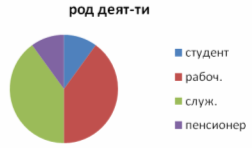 род деят-ти
студент
рабоч.
служ.
пенсионер